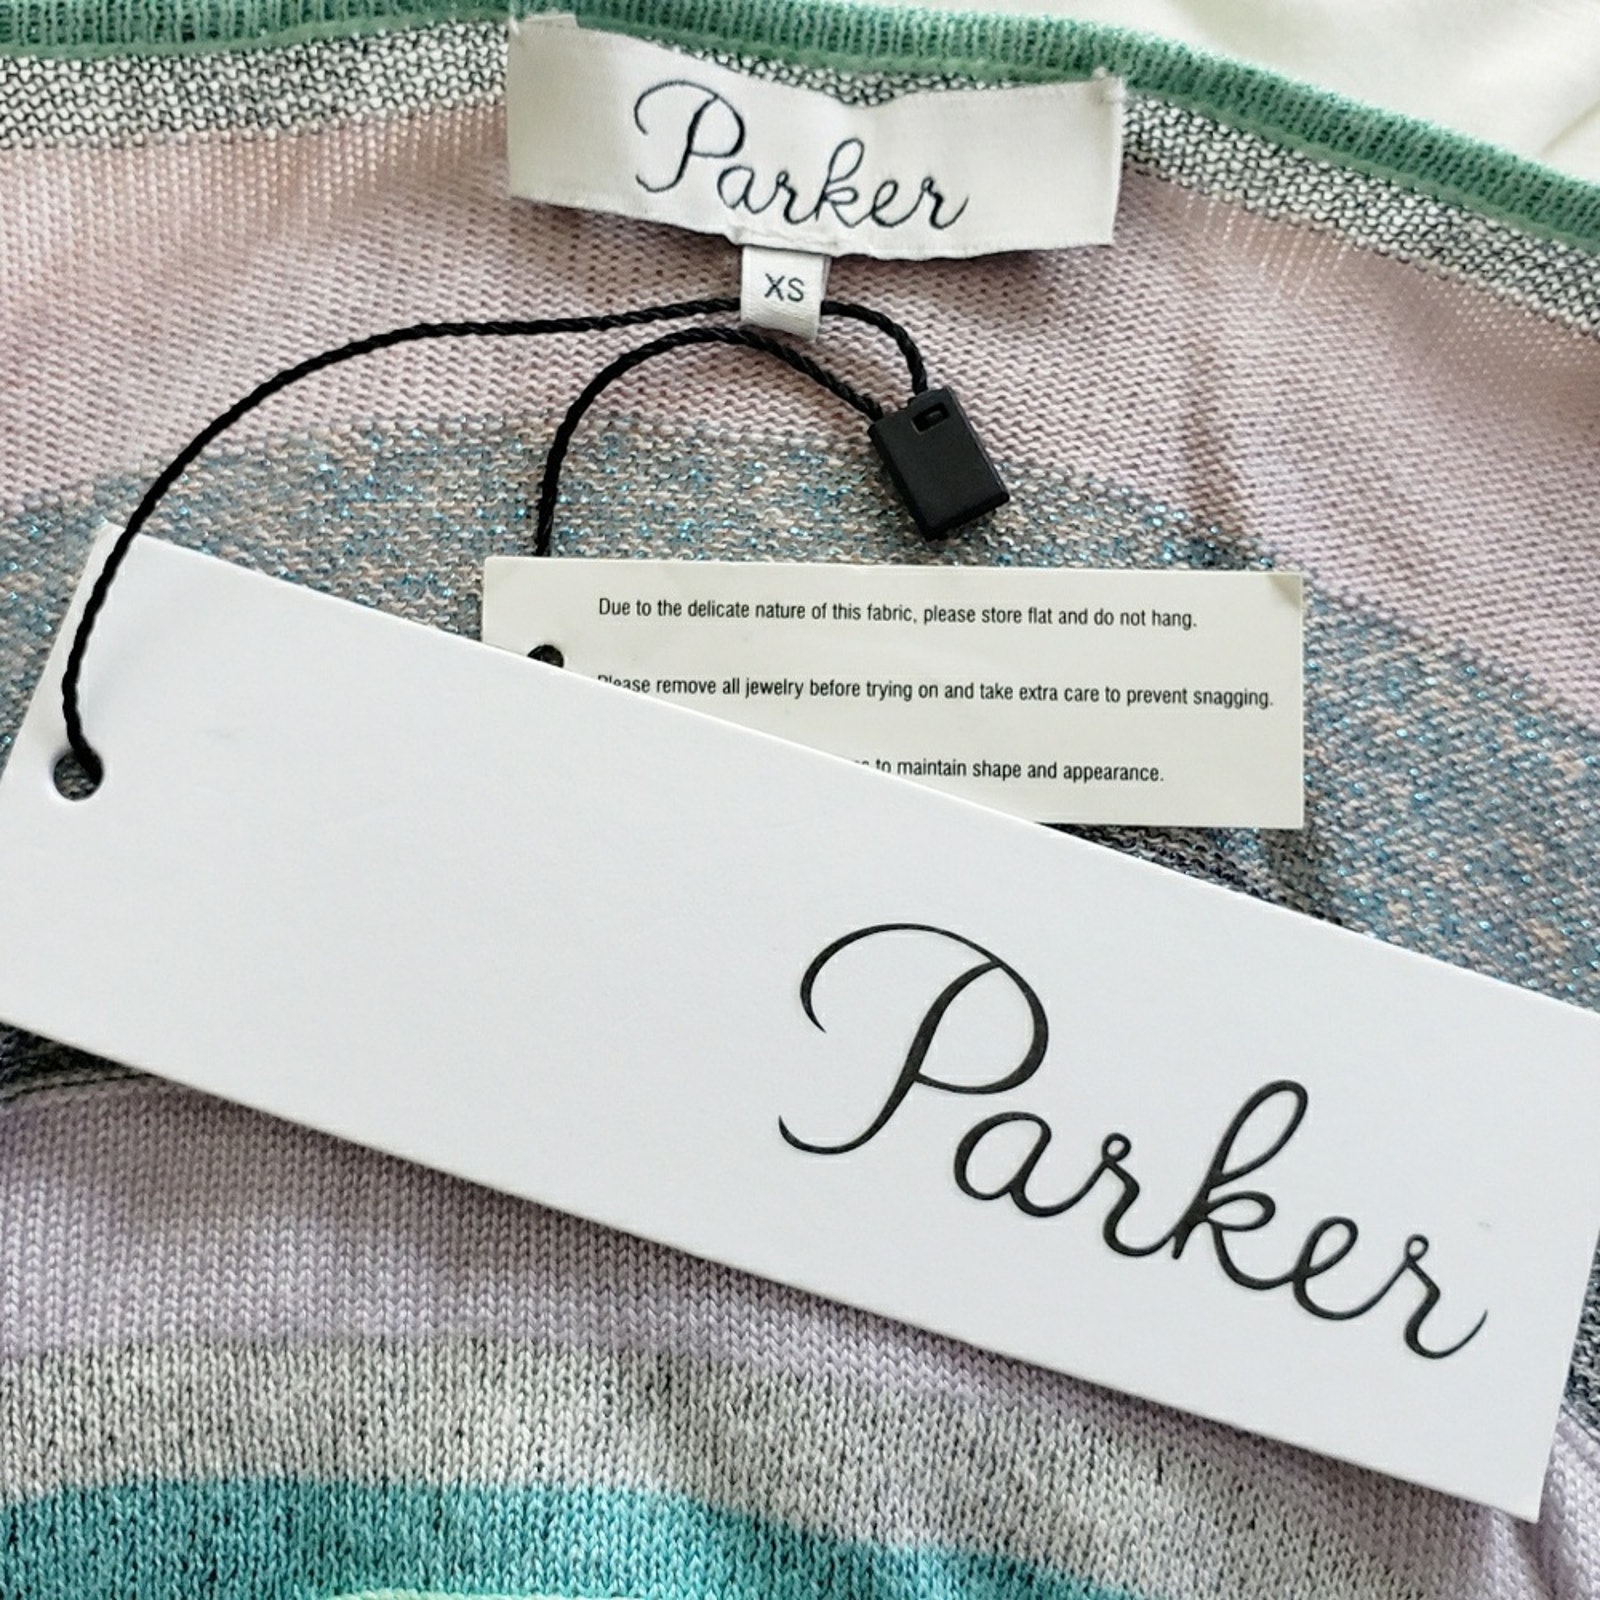 Parker
XS
Due to the delicate nature of this fabric, please store flat and do not hang.
Please remove all jewelry before trying on and take extra care to prevent snagging.
to maintain shape and appearance.
Parker